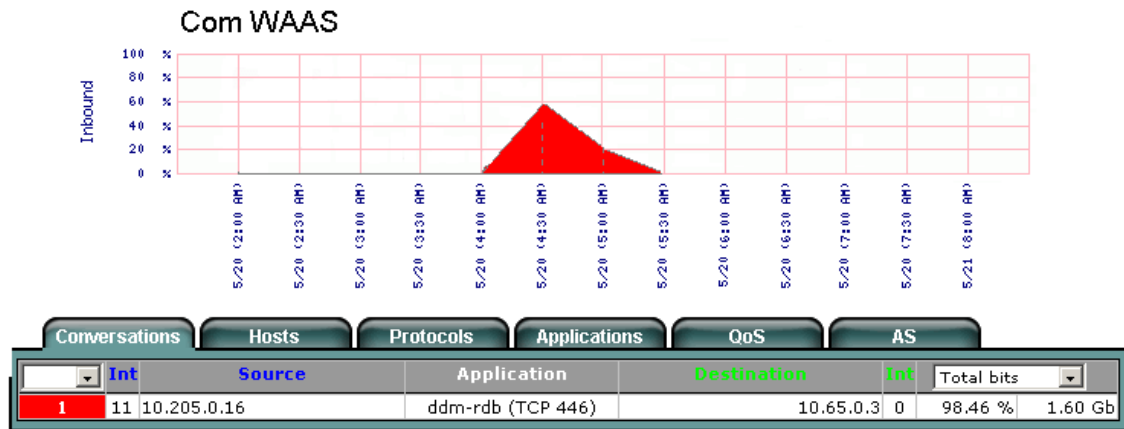 Com WAAS
100 %
80 %
60 %
40 %
20 %
0 %
Inbound
5/20 (2:00 AM)
5/20 (2:30 AM)
5/20 (3:00 AM)
5/20 (3:30 AM)
5/20 (4:00 AM)
5/20 (4:30 AM)
5/20 (5:00 AM)
5/20 (5:30 AM)
5/20 (6:00 AM)
5/20 (6:30 AM)
5/20 (7:00 AM)
5/20 (7:30 AM)
5/21 (8:00 AM)
Conversations Hosts Protocols Applications QoS AS
Int Source Application Destination Int Total bits
1 11 10.205.0.16 ddm-rdb (TCP 446) 10.65.0.3 0 98.46 % 1.60 Gb